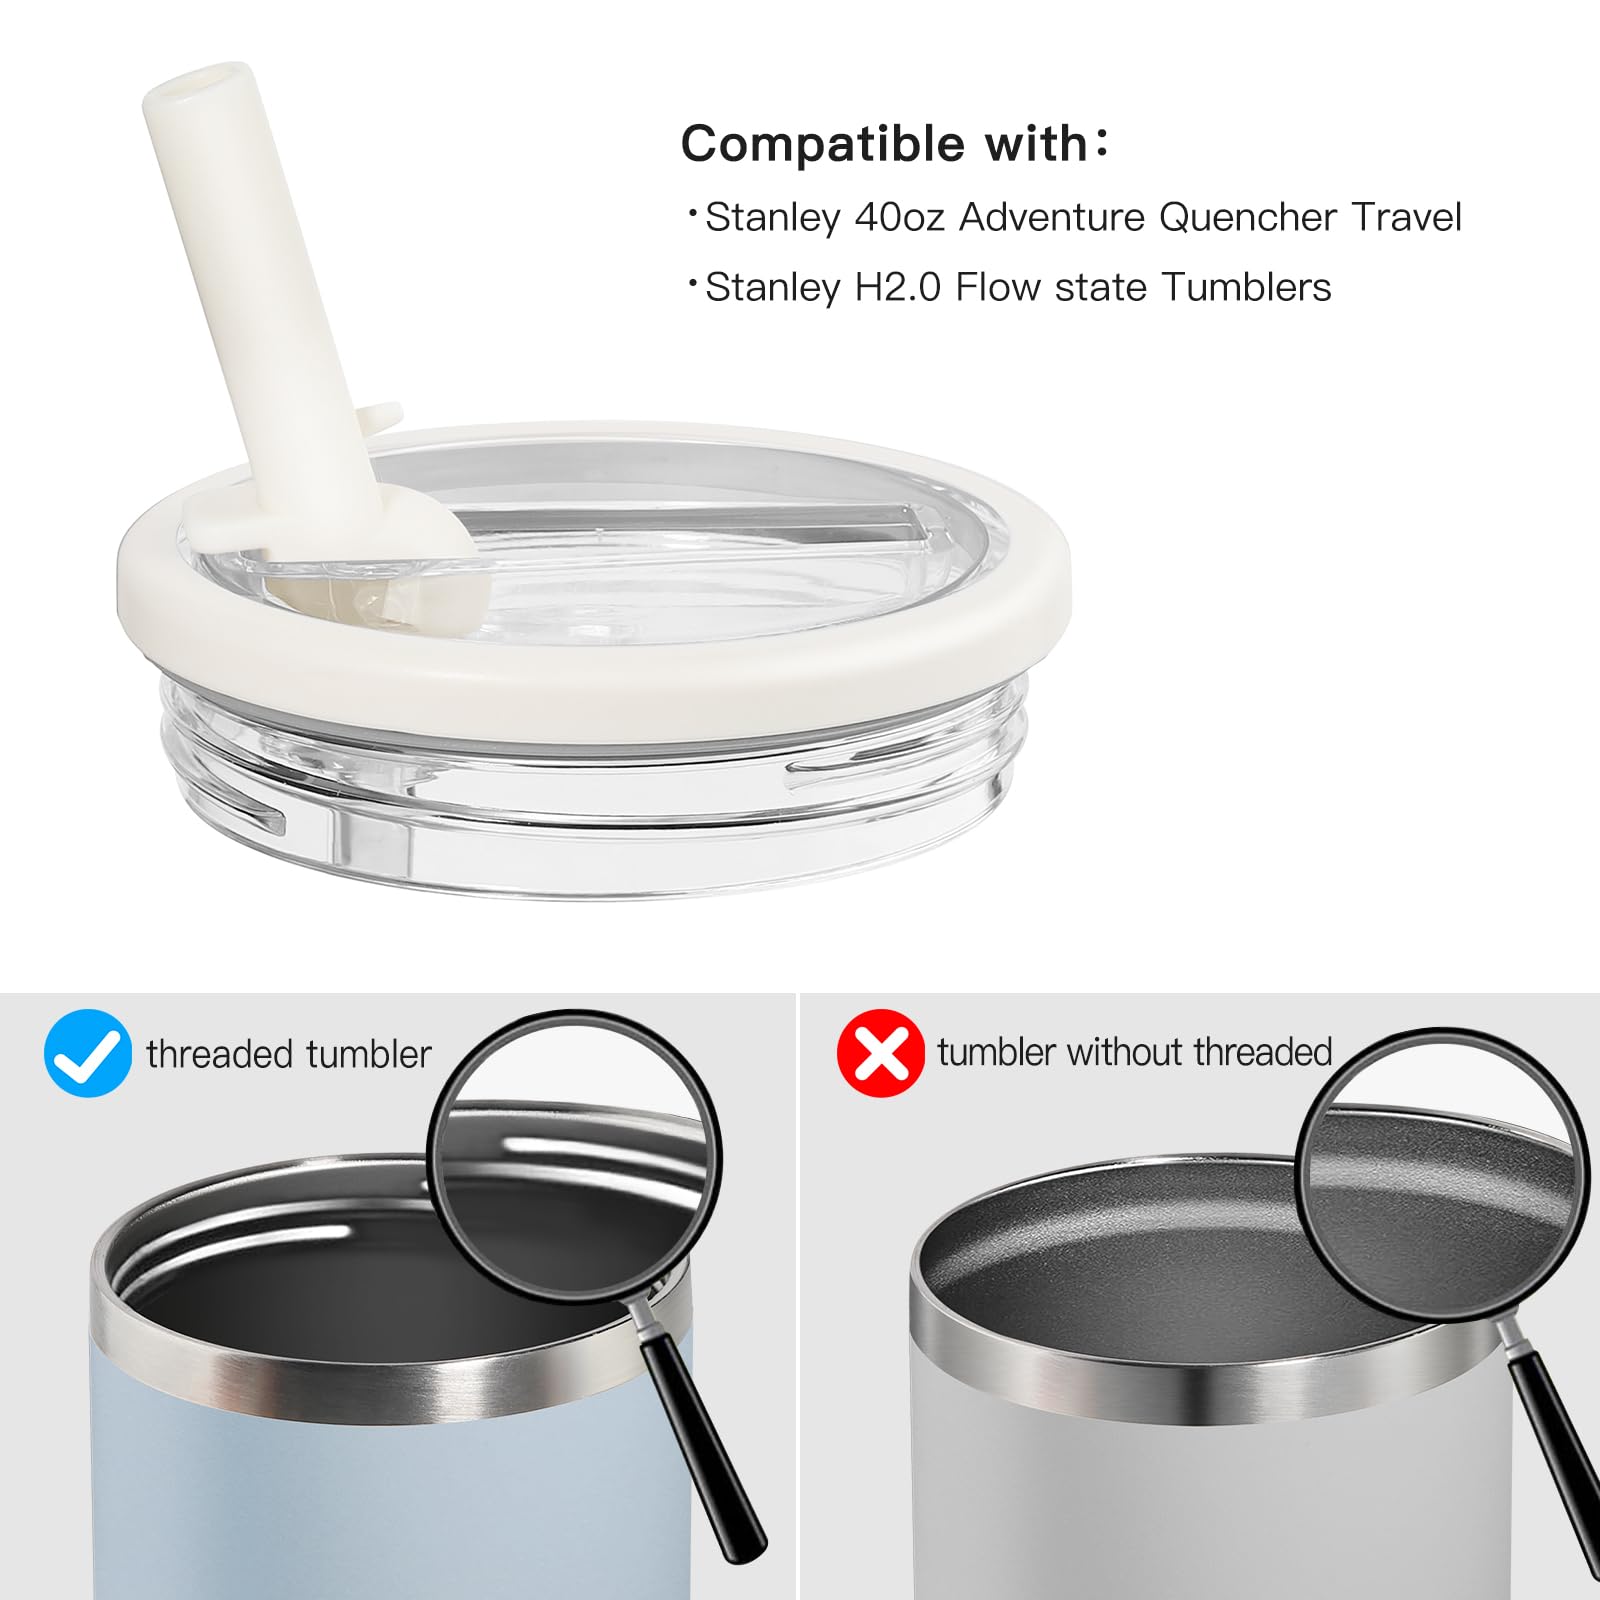 Compatible with:
·Stanley 40oz Adventure Quencher Travel
·Stanley H2.0 Flow state Tumblers
threaded tumbler
tumbler without threaded